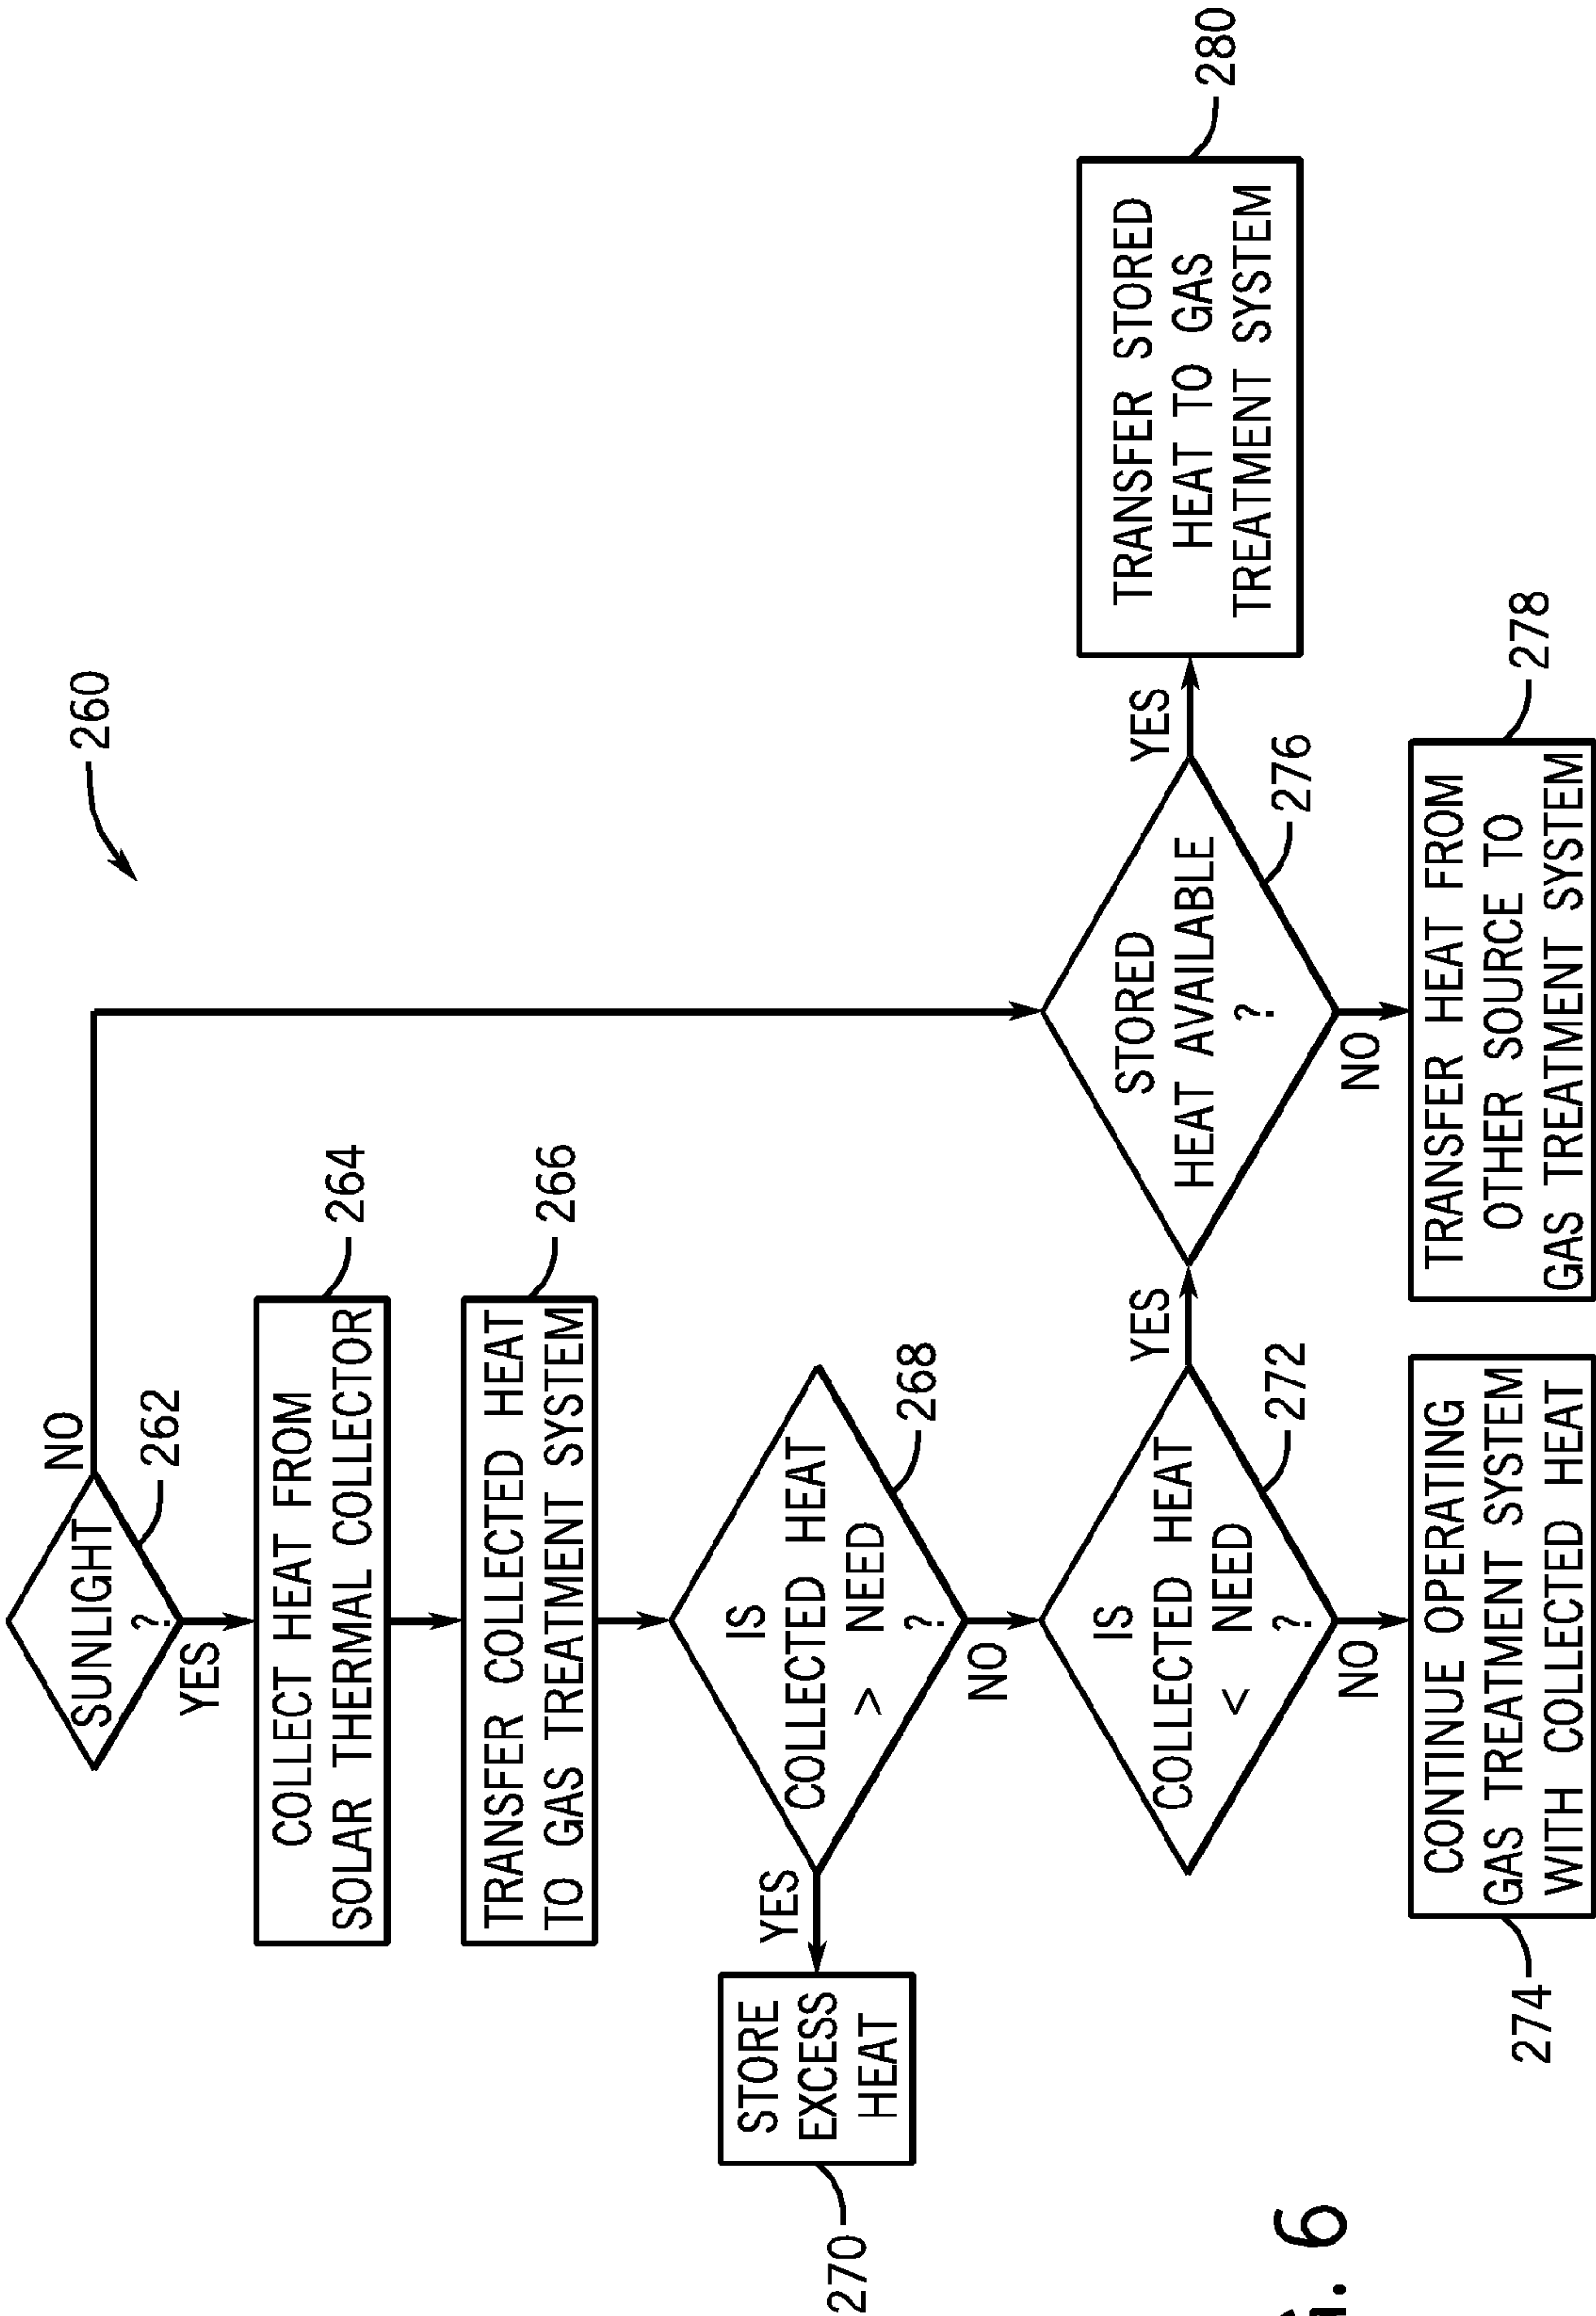 260
NO
SUNLIGHT
?
262
YES
COLLECT HEAT FROM
SOLAR THERMAL COLLECTOR
264
TRANSFER COLLECTED HEAT
TO GAS TREATMENT SYSTEM
266
IS
COLLECTED HEAT
> NEED
?
268
YES
STORE
EXCESS
HEAT
270
NO
IS
COLLECTED HEAT
< NEED
?
272
YES
STORED
HEAT AVAILABLE
?
276
YES
TRANSFER STORED
HEAT TO GAS
TREATMENT SYSTEM
280
NO
CONTINUE OPERATING
GAS TREATMENT SYSTEM
WITH COLLECTED HEAT
274
NO
TRANSFER HEAT FROM
OTHER SOURCE TO
GAS TREATMENT SYSTEM
278
6